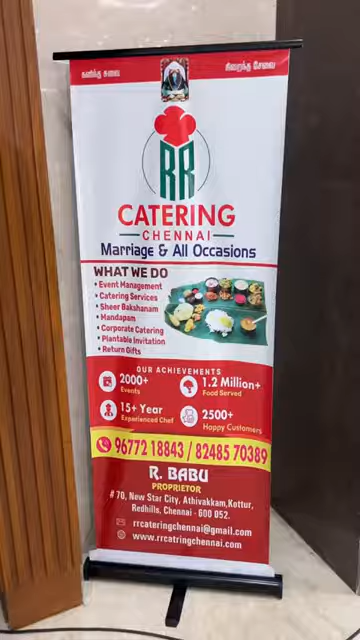 கணிந்த சுவை
நிறைந்த சேவை
RR
CATERING
CHENNAI
Marriage & All Occasions
WHAT WE DO
• Event Management
• Catering Services
• Sheer Bakshanam
• Mandapam
• Corporate Catering
• Plantable Invitation
• Return Gifts
OUR ACHIEVEMENTS
2000+
Events
1.2 Million+
Food Served
15+ Year
Experienced Chef
2500+
Happy Customers
96772 18843 / 82485 70389
R. BABU
PROPRIETOR
# 70, New Star City, Athivakkam, Kottur,
Redhills, Chennai - 600 052.
rrcateringchennai@gmail.com
www.rrcatringchennai.com